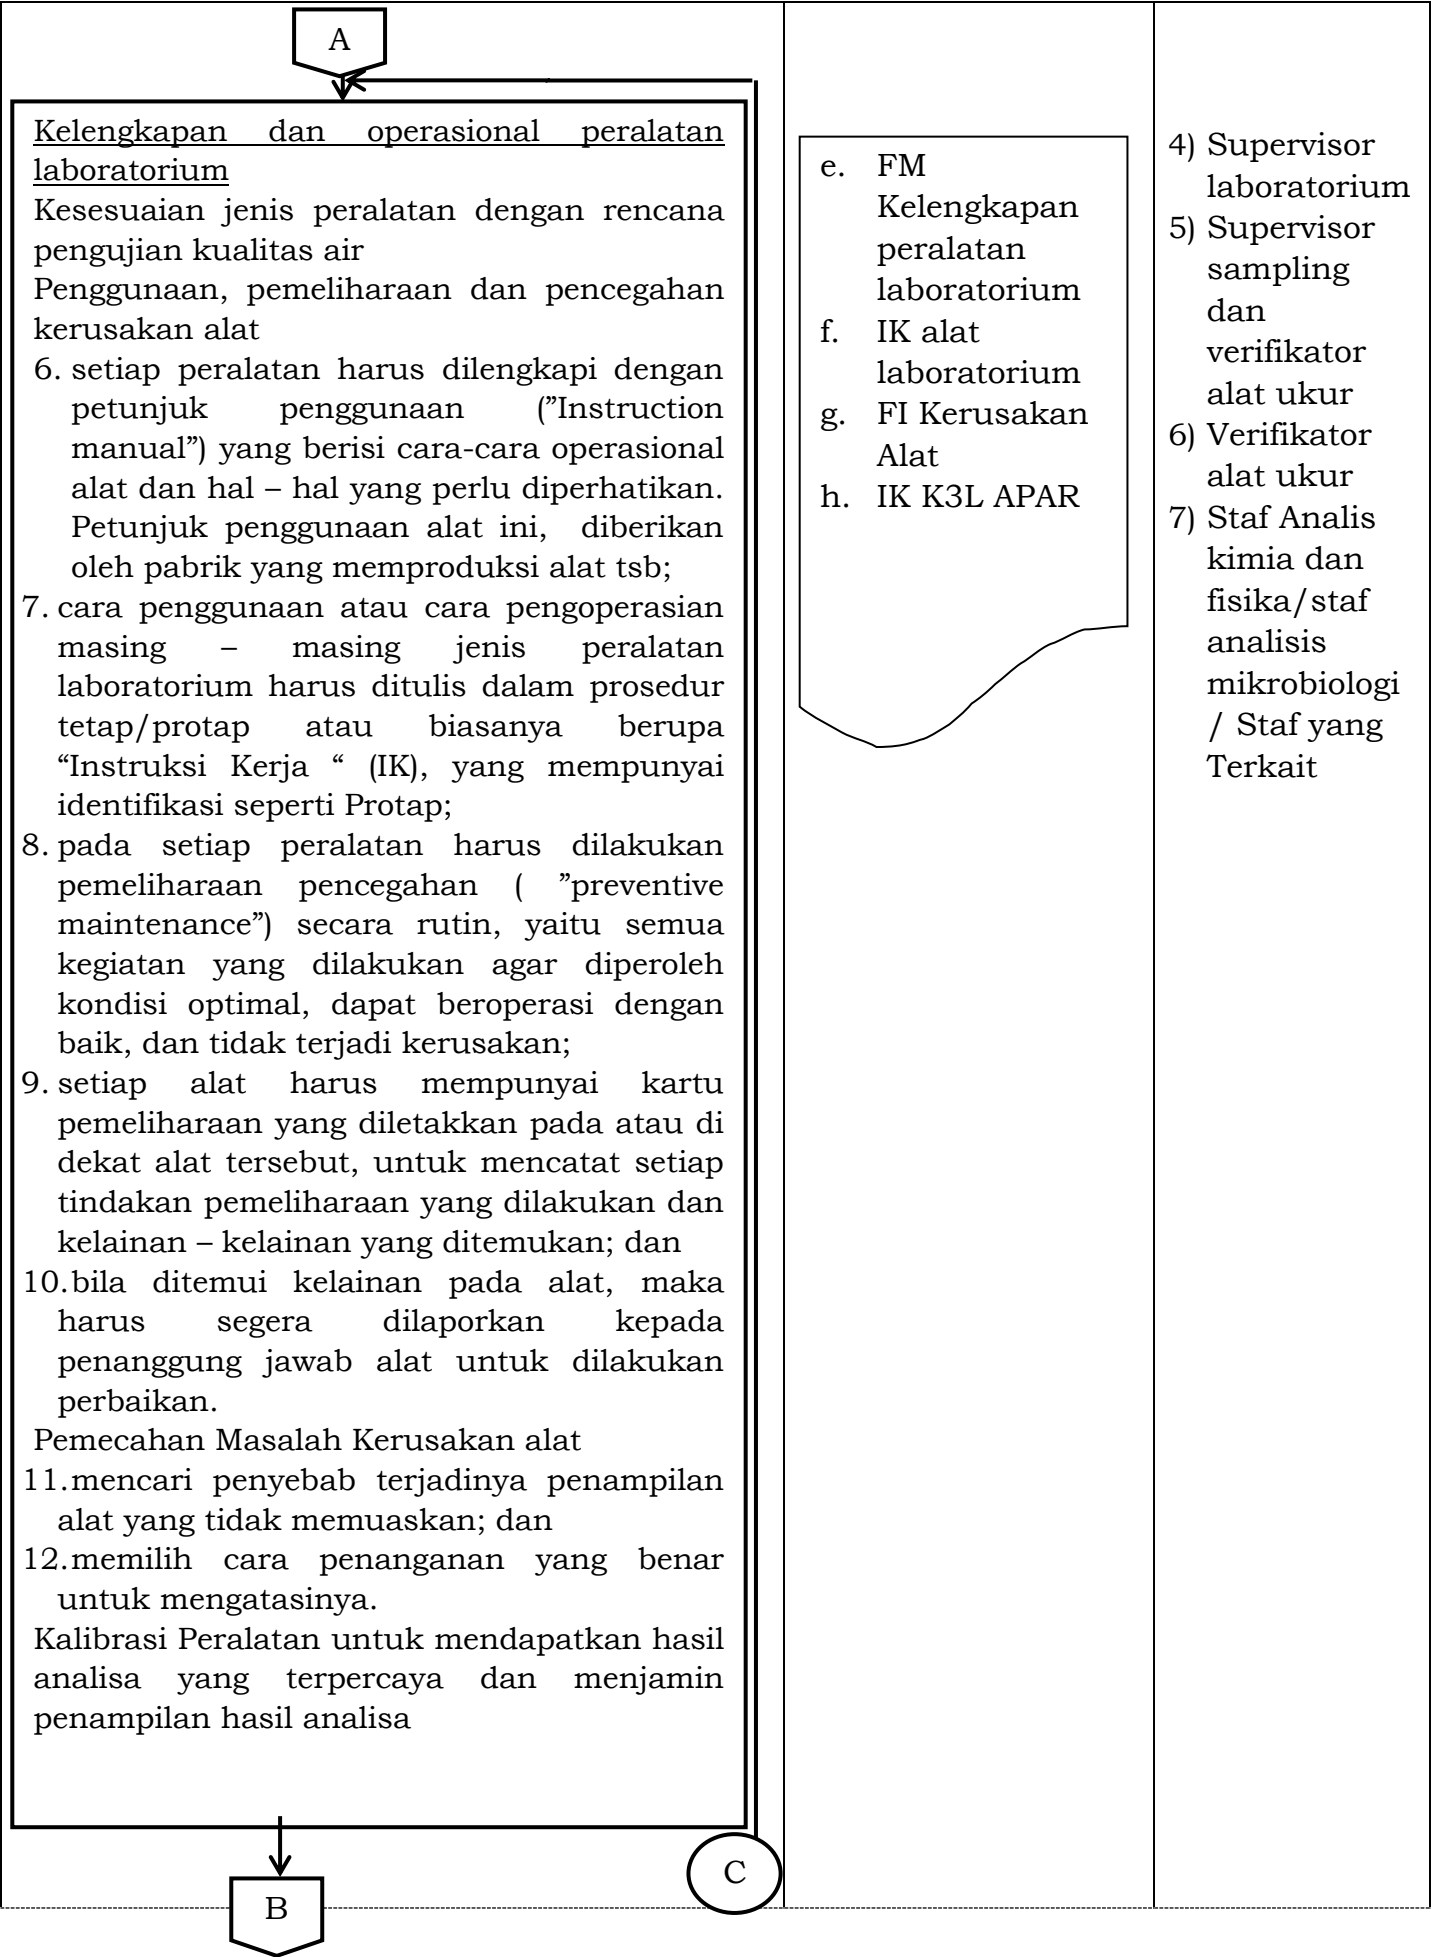 A
Kelengkapan dan operasional peralatan
laboratorium
Kesesuaian jenis peralatan dengan rencana
pengujian kualitas air
Penggunaan, pemeliharaan dan pencegahan
kerusakan alat
6. setiap peralatan harus dilengkapi dengan
petunjuk penggunaan (”Instruction
manual”) yang berisi cara-cara operasional
alat dan hal – hal yang perlu diperhatikan.
Petunjuk penggunaan alat ini, diberikan
oleh pabrik yang memproduksi alat tsb;
7. cara penggunaan atau cara pengoperasian
masing – masing jenis peralatan
laboratorium harus ditulis dalam prosedur
tetap/protap atau biasanya berupa
“Instruksi Kerja “ (IK), yang mempunyai
identifikasi seperti Protap;
8. pada setiap peralatan harus dilakukan
pemeliharaan pencegahan ( ”preventive
maintenance”) secara rutin, yaitu semua
kegiatan yang dilakukan agar diperoleh
kondisi optimal, dapat beroperasi dengan
baik, dan tidak terjadi kerusakan;
9. setiap alat harus mempunyai kartu
pemeliharaan yang diletakkan pada atau di
dekat alat tersebut, untuk mencatat setiap
tindakan pemeliharaan yang dilakukan dan
kelainan – kelainan yang ditemukan; dan
10. bila ditemui kelainan pada alat, maka
harus segera dilaporkan kepada
penanggung jawab alat untuk dilakukan
perbaikan.
Pemecahan Masalah Kerusakan alat
11. mencari penyebab terjadinya penampilan
alat yang tidak memuaskan; dan
12. memilih cara penanganan yang benar
untuk mengatasinya.
Kalibrasi Peralatan untuk mendapatkan hasil
analisa yang terpercaya dan menjamin
penampilan hasil analisa
C
B
e. FM
Kelengkapan
peralatan
laboratorium
f. IK alat
laboratorium
g. FI Kerusakan
Alat
h. IK K3L APAR
4) Supervisor
laboratorium
5) Supervisor
sampling
dan
verifikator
alat ukur
6) Verifikator
alat ukur
7) Staf Analis
kimia dan
fisika/staf
analisis
mikrobiologi
/ Staf yang
Terkait